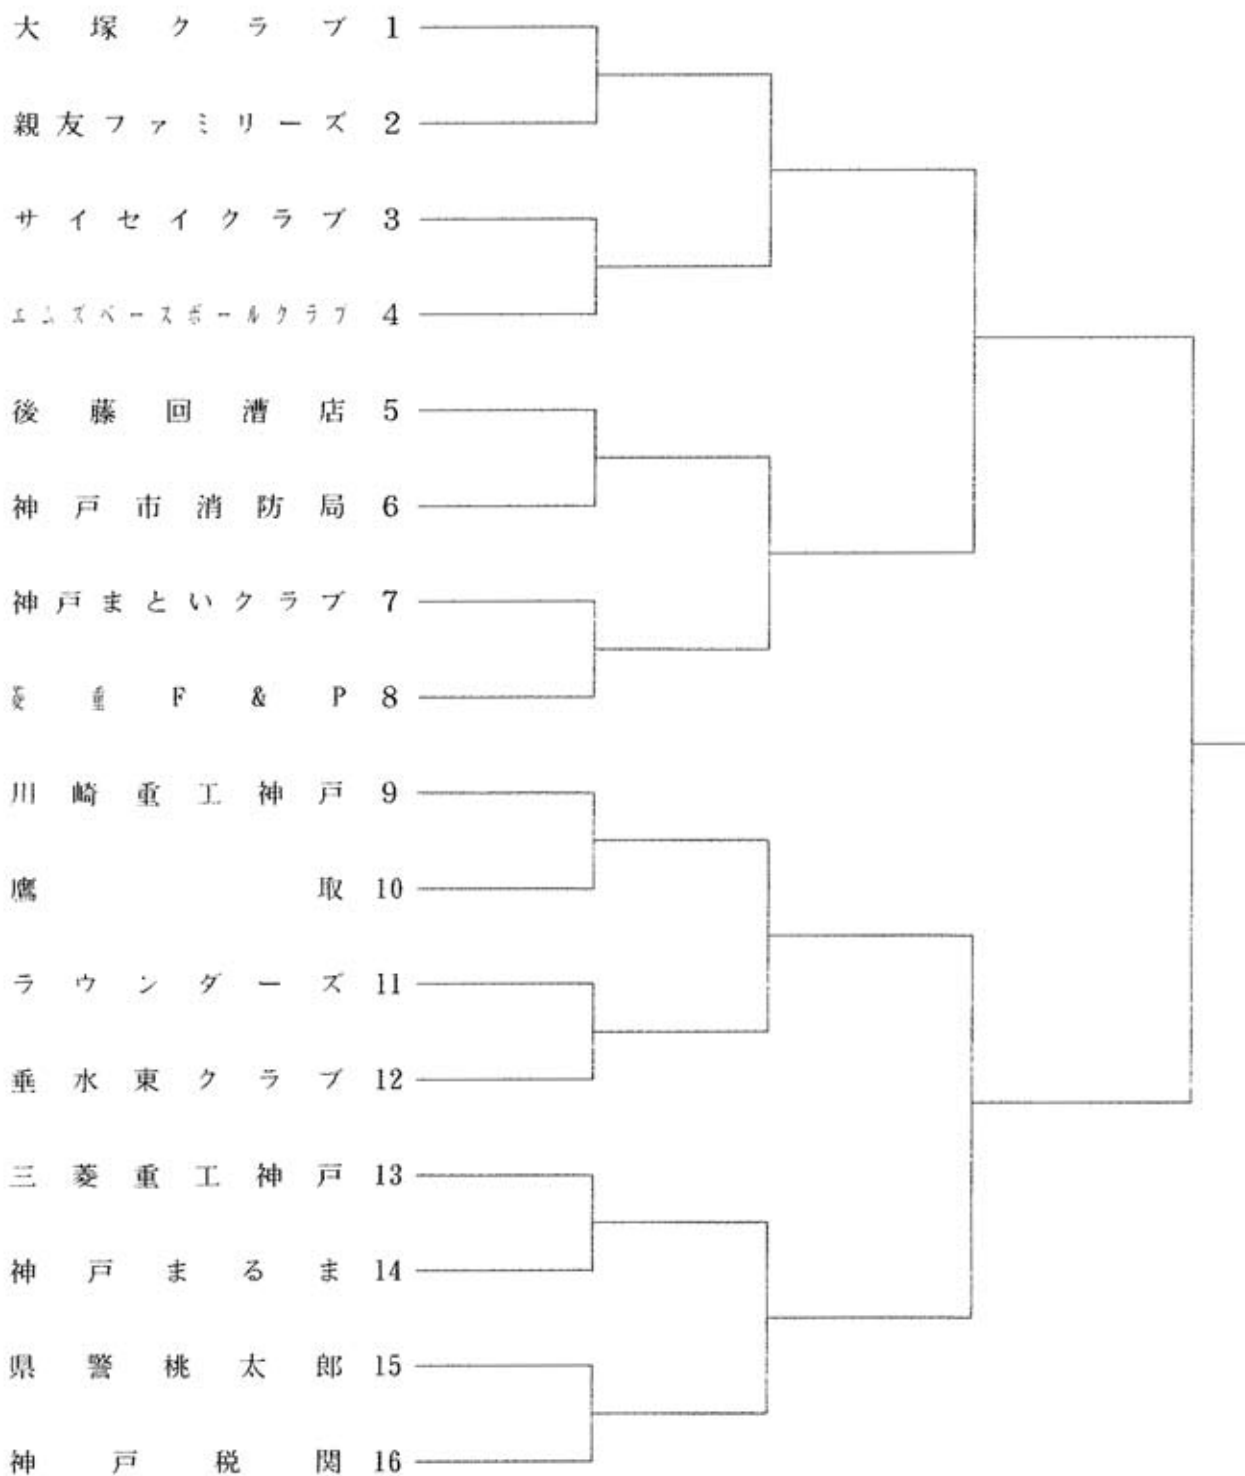 大塚クラブ 1
親友ファミリーズ 2
サイセイクラブ 3
エムズベースボールクラブ 4
後藤回漕店 5
神戸市消防局 6
神戸まといクラブ 7
菱重F&P 8
川崎重工神戸 9
鷹取 10
ラウンダーズ 11
垂水東クラブ 12
三菱重工神戸 13
神戸まるま 14
県警桃太郎 15
神戸税関 16